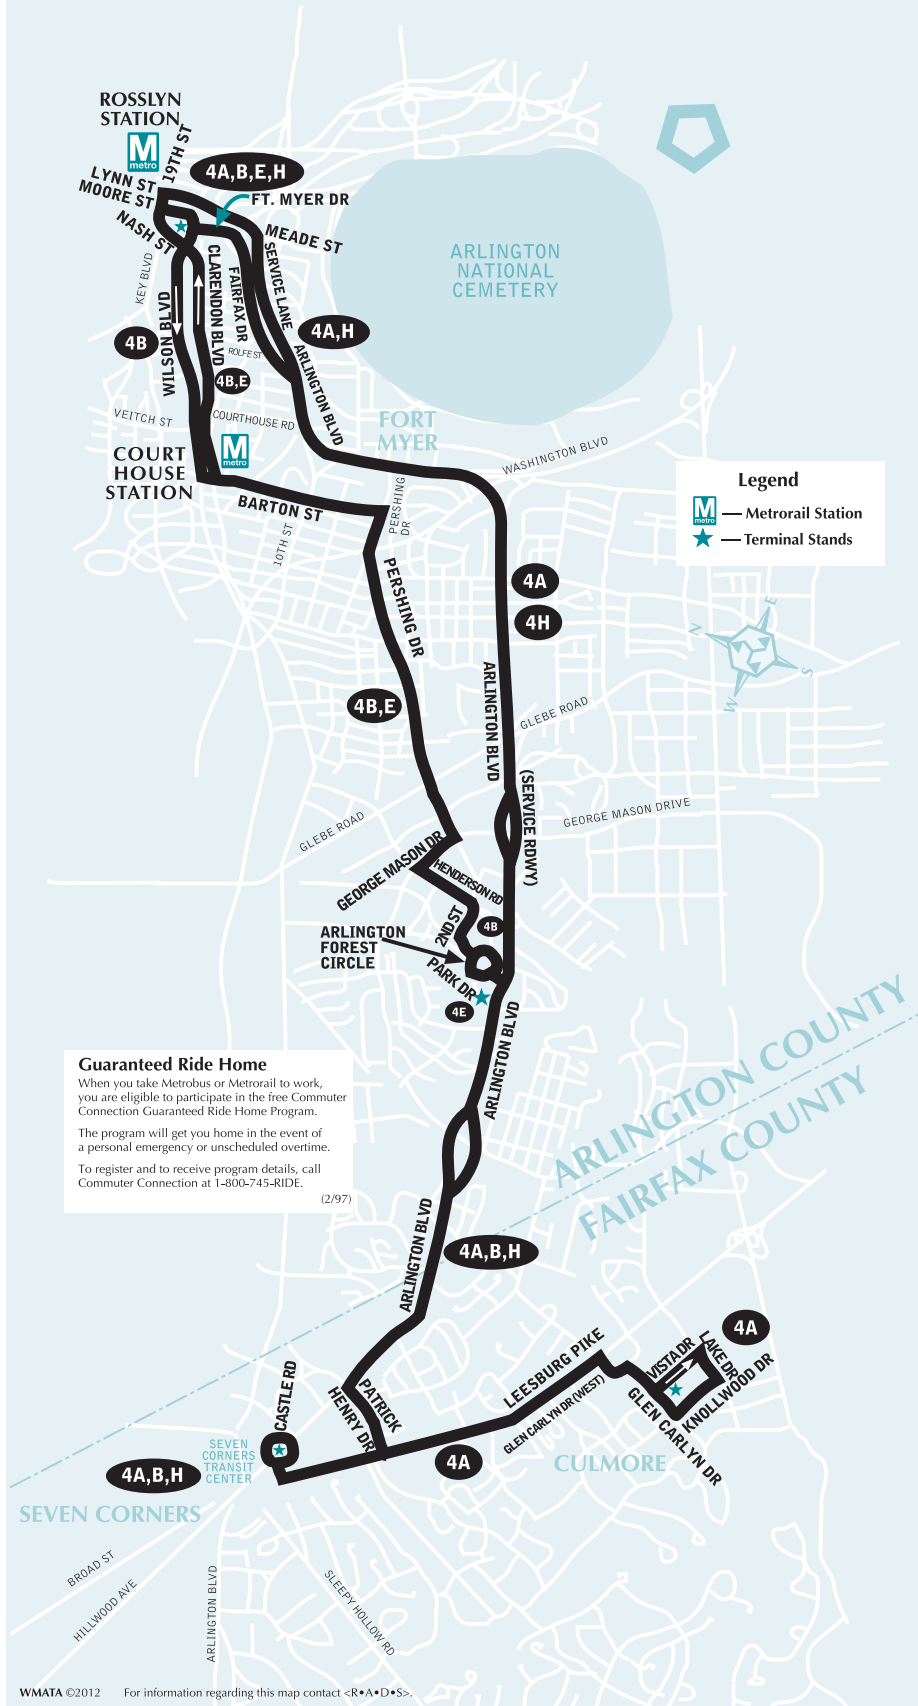 ROSSLYN
STATION
M
metro
19TH ST
4A,B,E,H
LYNN ST
MOORE ST
FT. MYER DR
NASH ST
MEADE ST
ARLINGTON
NATIONAL
CEMETERY
KEY BLVD
CLARENDON BLVD
FAIRFAX DR
SERVICE LANE
WILSON BLVD
4B
4A,H
ROLFE ST
ARLINGTON BLVD
4B,E
VEITCH ST
COURTHOUSE RD
FORT
MYER
COURT
HOUSE
STATION
M
metro
WASHINGTON BLVD
Legend
M
metro
Metrorail Station
Terminal Stands
BARTON ST
PERSHING
DR
10TH ST
PERSHING DR
4A
4H
N
E
S
W
ARLINGTON BLVD
4B,E
GLEBE ROAD
(SERVICE RDWY)
GEORGE MASON DRIVE
GLEBE ROAD
GEORGE MASON DR
HENDERSON RD
2ND ST
4B
ARLINGTON
FOREST
CIRCLE
PARK DR
4E
ARLINGTON BLVD
ARLINGTON COUNTY
FAIRFAX COUNTY
Guaranteed Ride Home
When you take Metrobus or Metrorail to work,
you are eligible to participate in the free Commuter
Connection Guaranteed Ride Home Program.
The program will get you home in the event of
a personal emergency or unscheduled overtime.
To register and to receive program details, call
Commuter Connection at 1-800-745-RIDE.
(2/97)
ARLINGTON BLVD
4A,B,H
4A
VISTA DR
LAKE DR
KNOLLWOOD DR
GLEN CARLYN DR
LEESBURG PIKE
GLEN CARLYN DR (WEST)
CASTLE RD
PATRICK
HENRY DR
SEVEN
CORNERS
TRANSIT
CENTER
4A
CULMORE
4A,B,H
SEVEN CORNERS
BROAD ST
HILLWOOD AVE
ARLINGTON BLVD
SLEEPY HOLLOW RD
WMATA ©2012 For information regarding this map contact <R•A•D•S>.